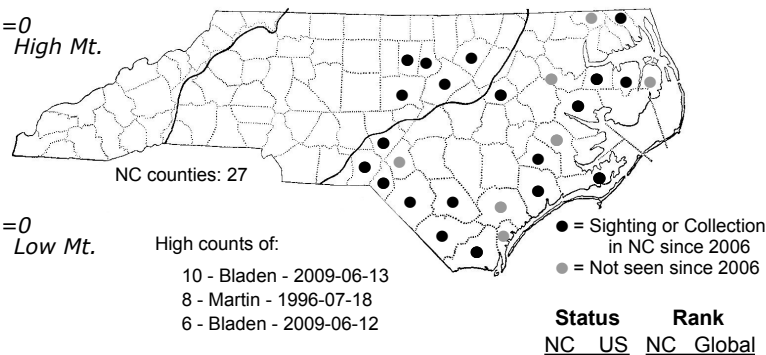 =0
High Mt.
NC counties: 27
=0
Low Mt.
High counts of:
10 - Bladen - 2009-06-13
8 - Martin - 1996-07-18
6 - Bladen - 2009-06-12
● = Sighting or Collection
in NC since 2006
● = Not seen since 2006
Status Rank
NC US NC Global